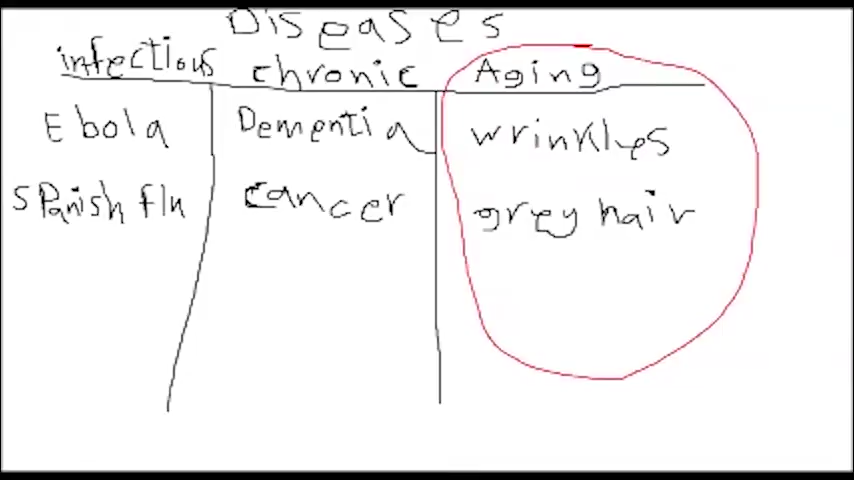 Diseases
infectious chronic Aging
Ebola Dementia wrinkles
Spanish flu cancer grey hair